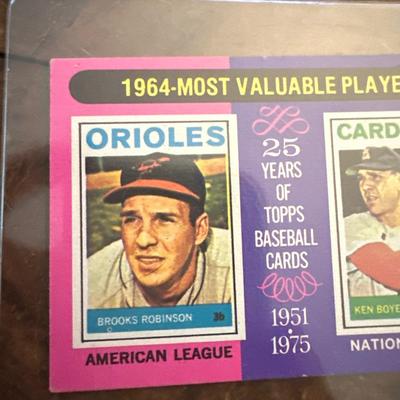 1964-MOST VALUABLE PLAYE
ORIOLES
BROOKS ROBINSON 3b
AMERICAN LEAGUE
25
YEARS
OF
TOPPS
BASEBALL
CARDS
1951
1975
CARD
KEN BOYE
NATION